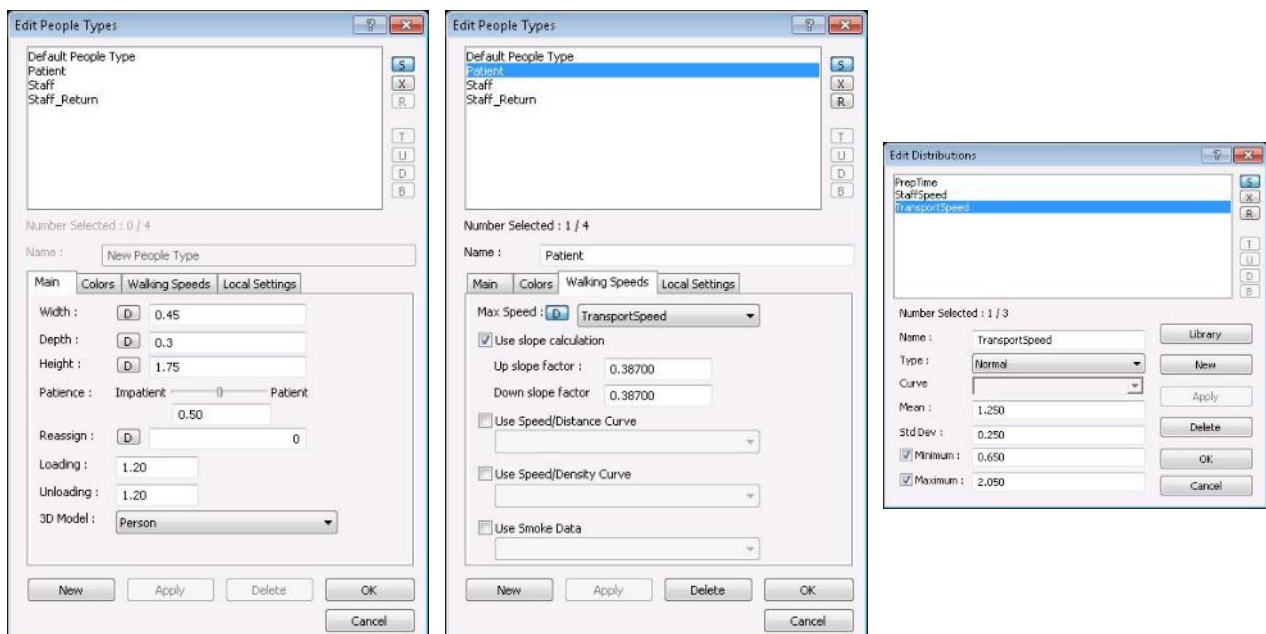 Edit People Types
Default People Type
Patient
Staff
Staff_Return
S
X
R
T
U
D
B
Number Selected : 0 / 4
Name : New People Type
Main Colors Walking Speeds Local Settings
Width : D 0.45
Depth : D 0.3
Height : D 1.75
Patience : Impatient Patient
0.50
Reassign : D 0
Loading : 1.20
Unloading : 1.20
3D Model : Person
New Apply Delete OK
Cancel
Edit People Types
Default People Type
Patient
Staff
Staff_Return
S
X
R
T
U
D
B
Number Selected : 1 / 4
Name : Patient
Main Colors Walking Speeds Local Settings
Max Speed : D TransportSpeed
Use slope calculation
Up slope factor : 0.38700
Down slope factor 0.38700
Use Speed/Distance Curve
Use Speed/Density Curve
Use Smoke Data
New Apply Delete OK
Cancel
Edit Distributions
PrepTime
StaffSpeed
TransportSpeed
S
X
R
T
U
D
B
Number Selected : 1 / 3
Name : TransportSpeed Library
Type : Normal New
Curve Apply
Mean : 1.250
Std Dev : 0.250 Delete
Minimum : 0.650 OK
Maximum : 2.050 Cancel